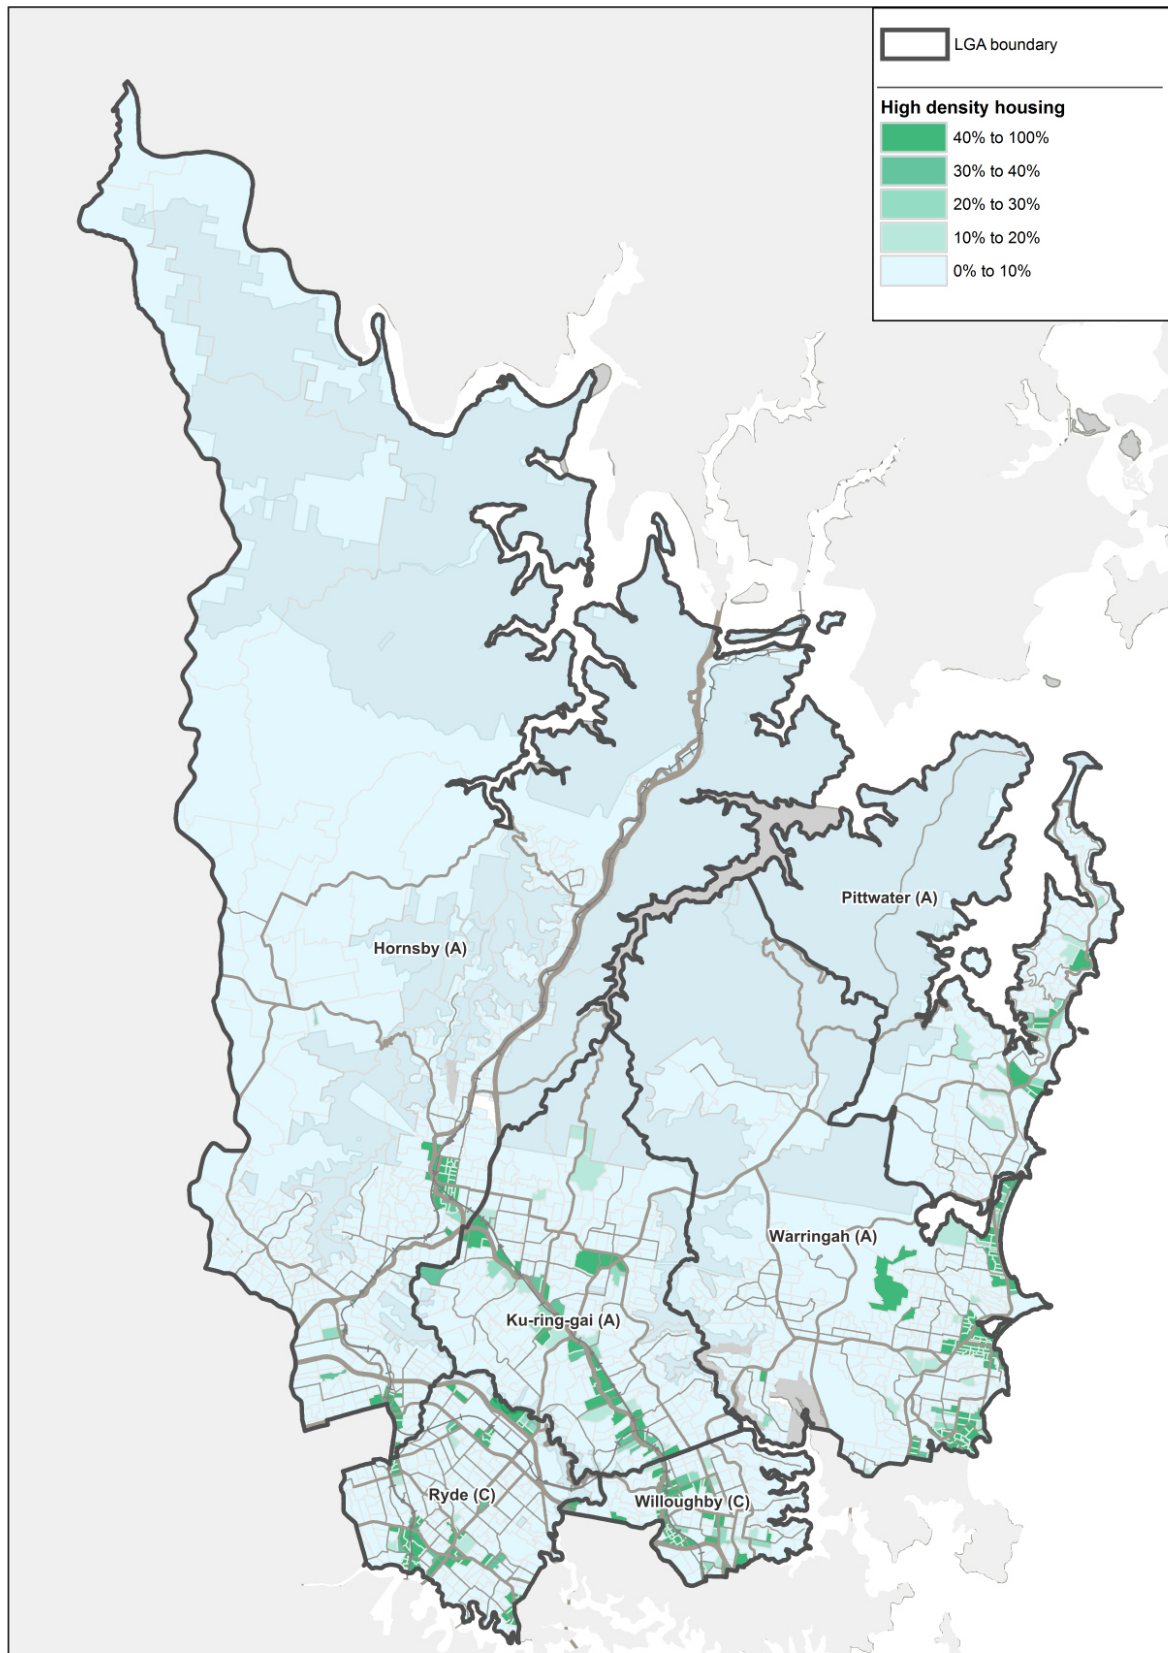 LGA boundary
High density housing
40% to 100%
30% to 40%
20% to 30%
10% to 20%
0% to 10%
Pittwater (A)
Hornsby (A)
Warringah (A)
Ku-ring-gai (A)
Ryde (C)
Willoughby (C)